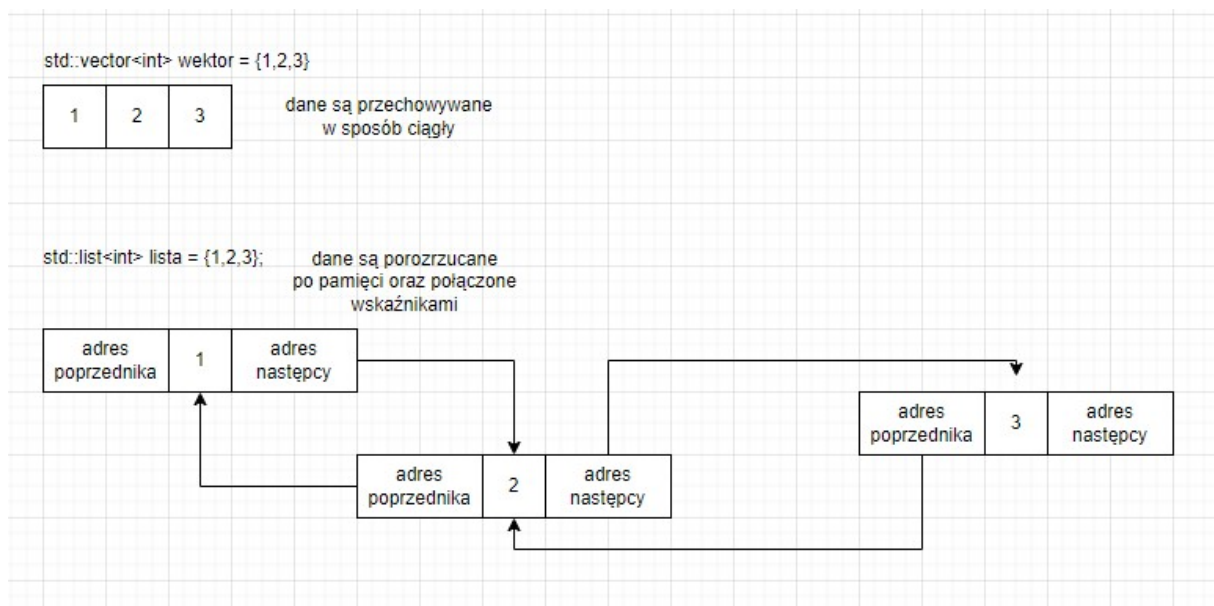 std::vector<int> wektor = {1,2,3}
1 2 3
dane są przechowywane
w sposób ciągły
std::list<int> lista = {1,2,3};
dane są porozrzucane
po pamięci oraz połączone
wskaźnikami
adres
poprzednika
1
adres
następcy
adres
poprzednika
2
adres
następcy
adres
poprzednika
3
adres
następcy